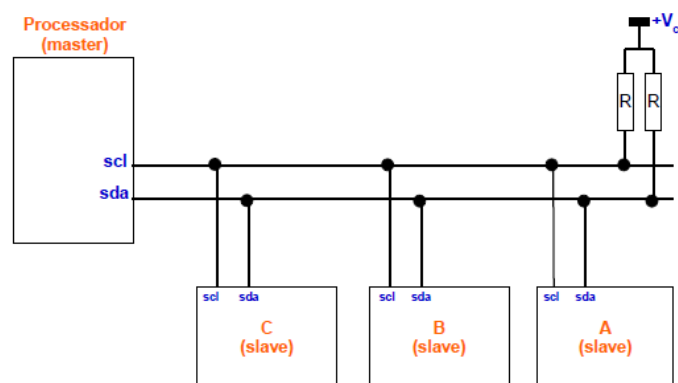 Processador
(master)
+V
R R
scl
sda
scl sda
scl sda
scl sda
C
(slave)
B
(slave)
A
(slave)